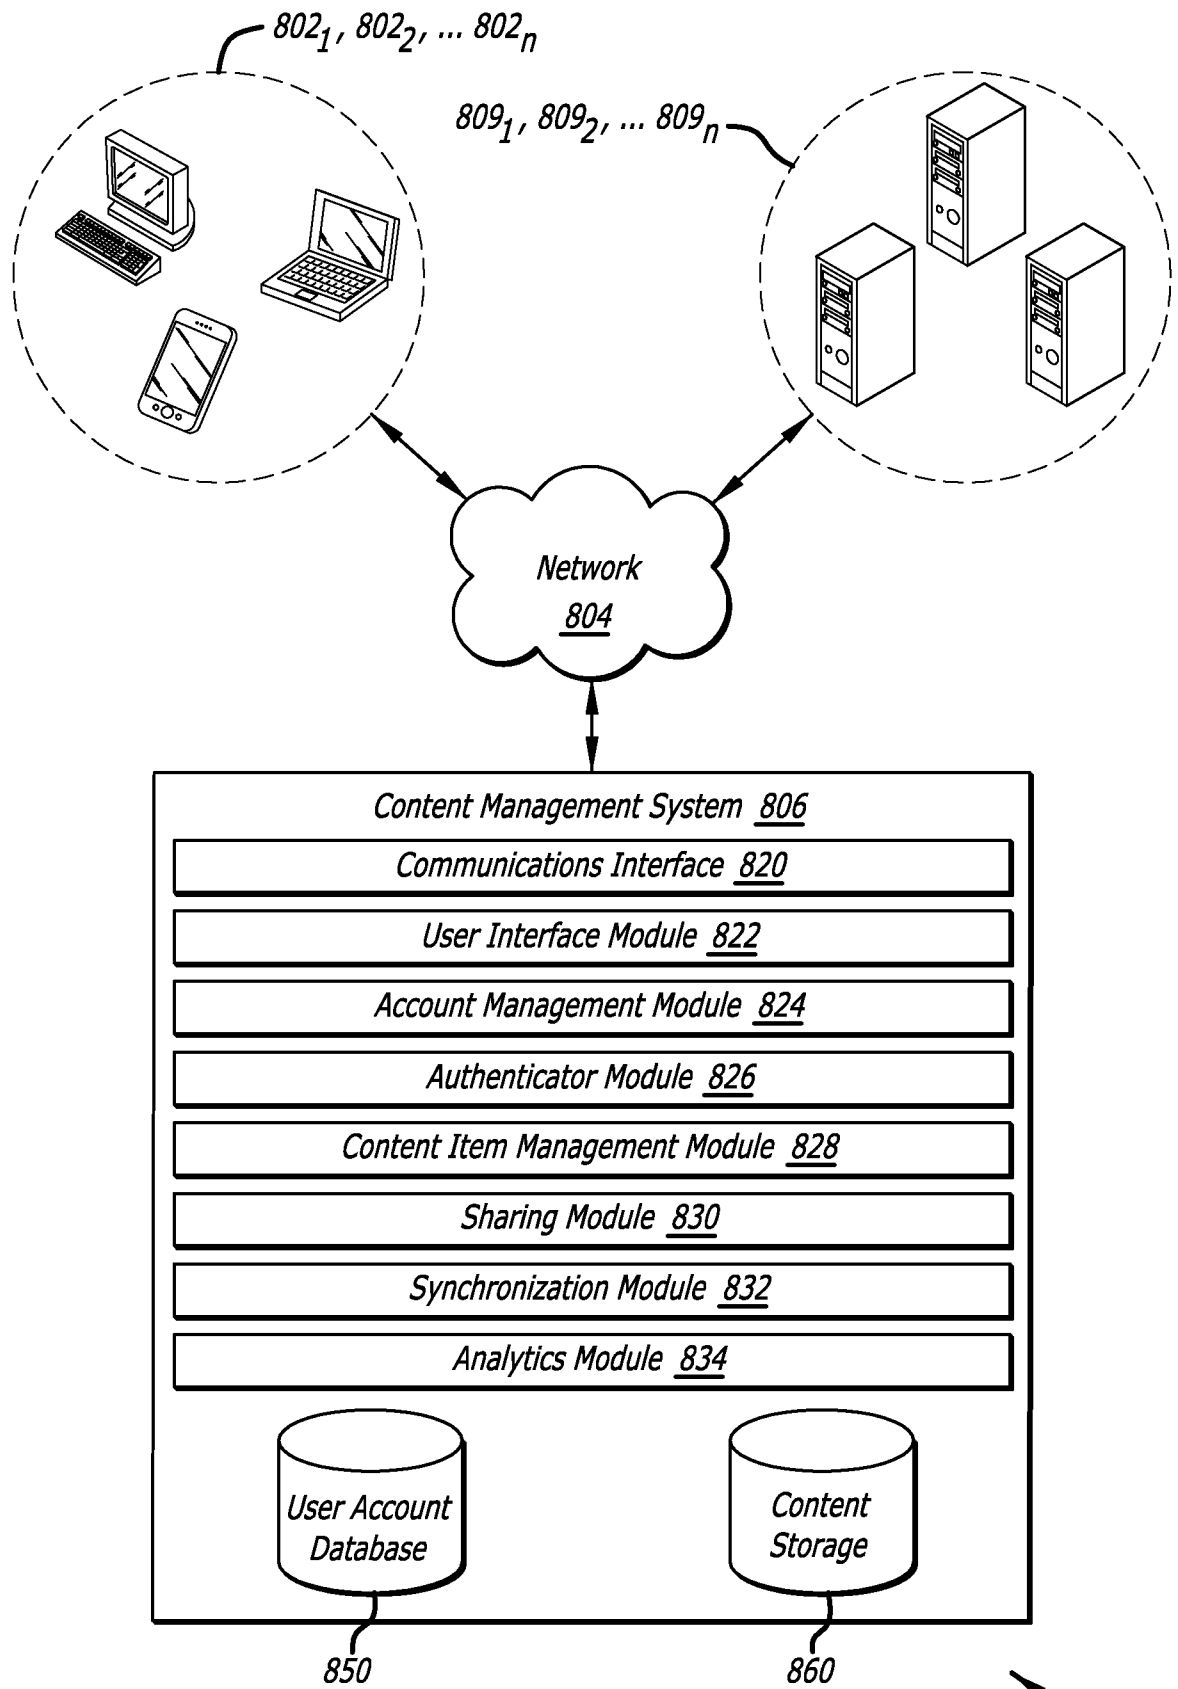 802₁, 802₂, ... 802ₙ
809₁, 809₂, ... 809ₙ
Network
804
Content Management System 806
Communications Interface 820
User Interface Module 822
Account Management Module 824
Authenticator Module 826
Content Item Management Module 828
Sharing Module 830
Synchronization Module 832
Analytics Module 834
User Account
Database
Content
Storage
850
860